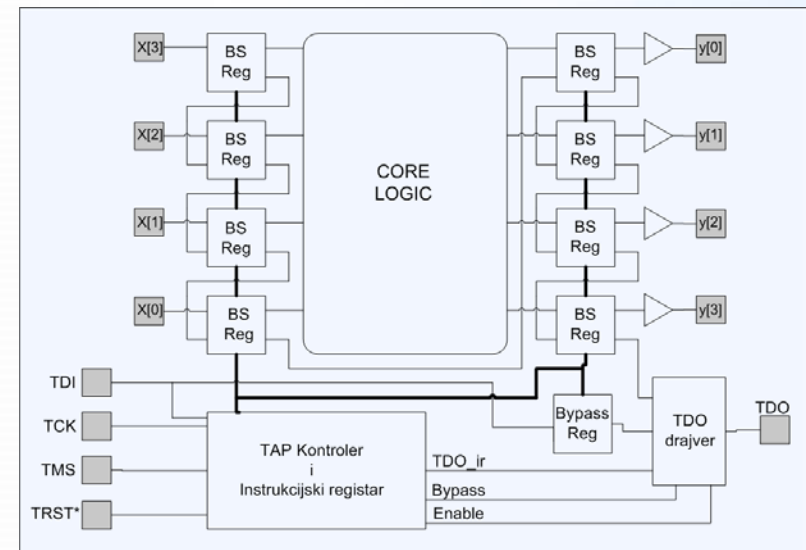 X[3]
BS
Reg
BS
Reg
y[0]
X[2]
BS
Reg
CORE
LOGIC
BS
Reg
y[1]
X[1]
BS
Reg
BS
Reg
y[2]
X[0]
BS
Reg
BS
Reg
y[3]
TDI
TCK
TMS
TRST*
TAP Kontroler
i
Instrukcijski registar
Bypass
Reg
TDO_ir
Bypass
Enable
TDO
drajver
TDO